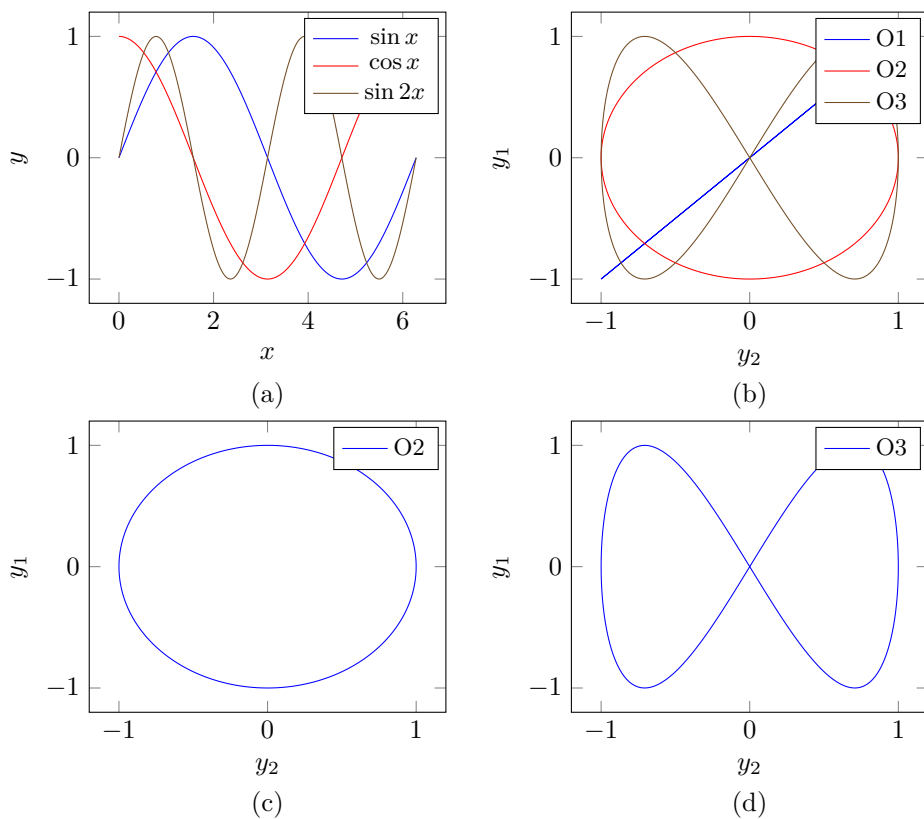 1
0
−1
y
sin x
cos x
sin 2x
0 2 4 6
x
(a)
1
0
−1
y₁
O1
O2
O3
−1 0 1
y₂
(b)
1
0
−1
y₁
O2
−1 0 1
y₂
(c)
1
0
−1
y₁
O3
−1 0 1
y₂
(d)